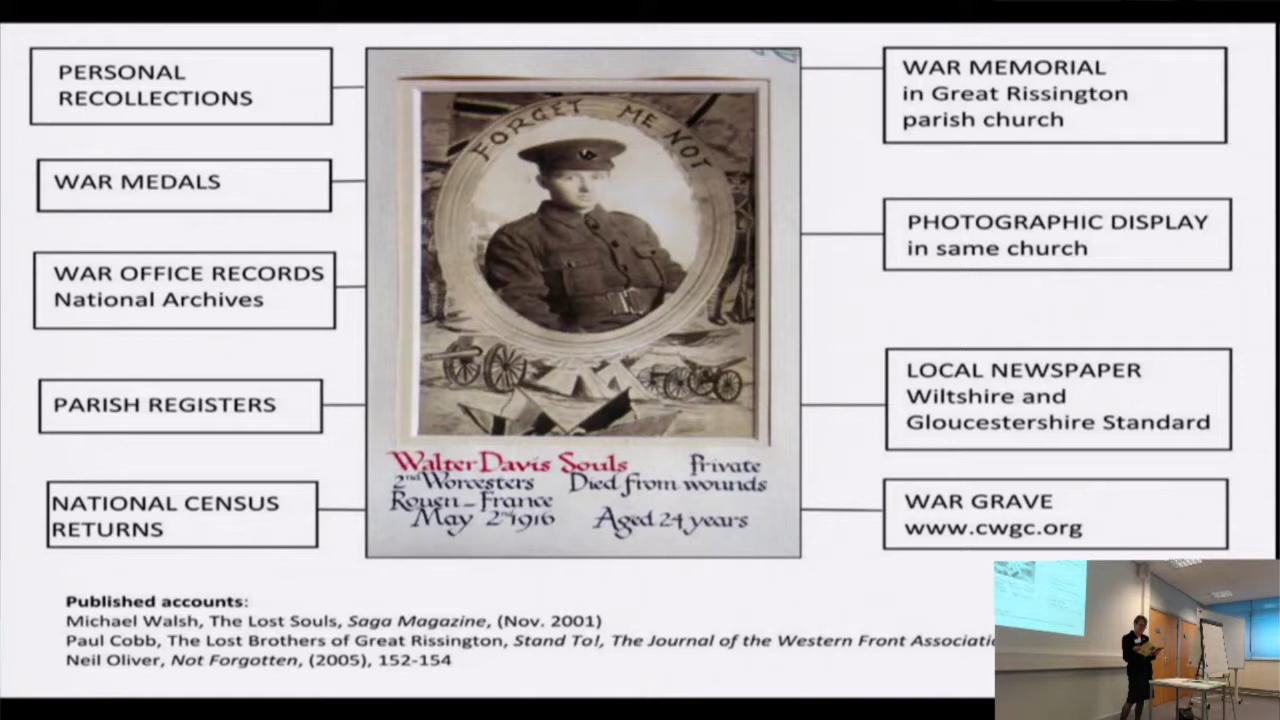 PERSONAL
RECOLLECTIONS
WAR MEDALS
WAR OFFICE RECORDS
National Archives
PARISH REGISTERS
NATIONAL CENSUS
RETURNS
FORGET ME NOT
Walter Davis Souls Private
2nd Worcesters Died from wounds
Rouen - France
May 2nd 1916 Aged 24 years
WAR MEMORIAL
in Great Rissington
parish church
PHOTOGRAPHIC DISPLAY
in same church
LOCAL NEWSPAPER
Wiltshire and
Gloucestershire Standard
WAR GRAVE
www.cwgc.org
Published accounts:
Michael Walsh, The Lost Souls, Saga Magazine, (Nov. 2001)
Paul Cobb, The Lost Brothers of Great Rissington, Stand To!, The Journal of the Western Front Associatio
Neil Oliver, Not Forgotten, (2005), 152-154